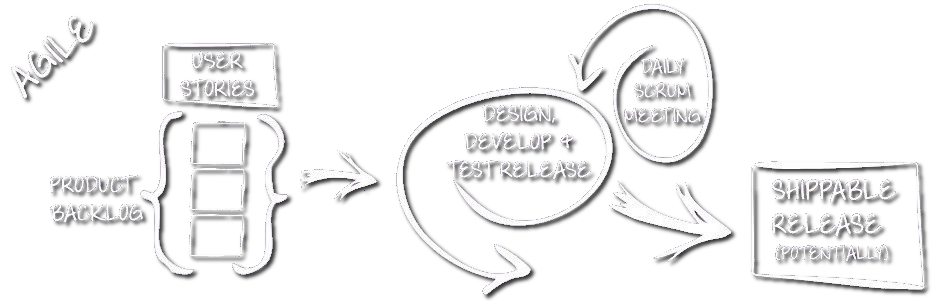 AGILE
USER
STORIES
PRODUCT
BACKLOG
DESIGN,
DEVELOP &
TEST RELEASE
DAILY
SCRUM
MEETING
SHIPPABLE
RELEASE
(POTENTIALLY)